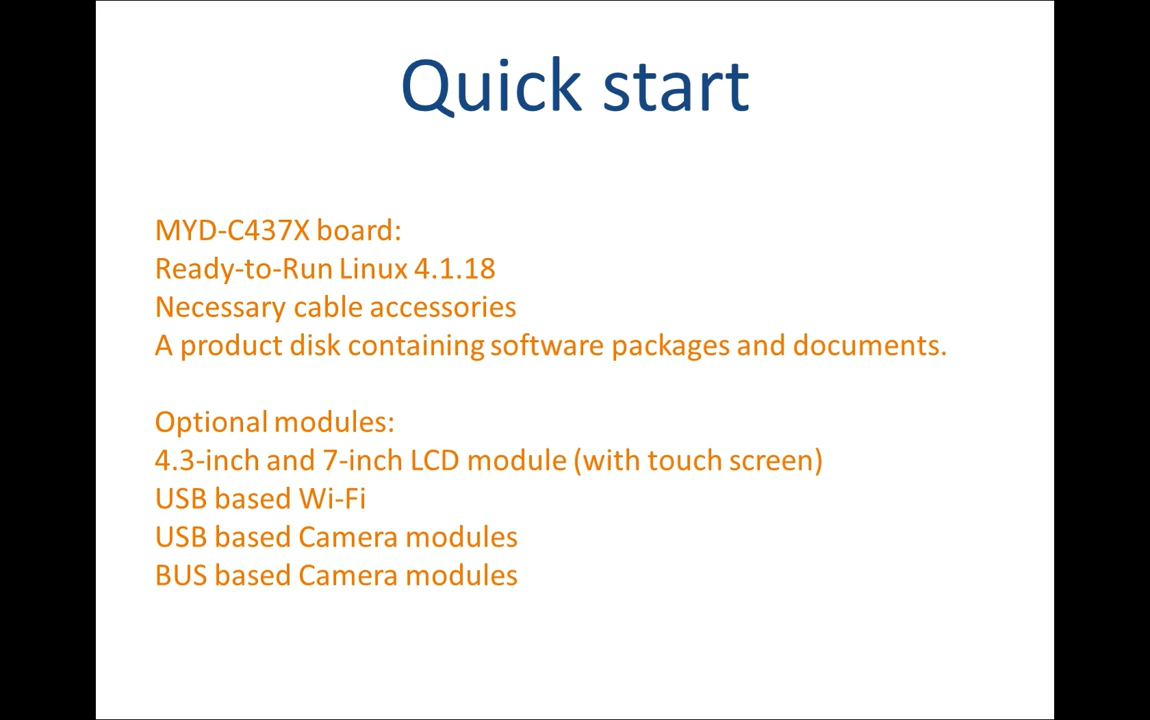 Quick start
MYD-C437X board:
Ready-to-Run Linux 4.1.18
Necessary cable accessories
A product disk containing software packages and documents.
Optional modules:
4.3-inch and 7-inch LCD module (with touch screen)
USB based Wi-Fi
USB based Camera modules
BUS based Camera modules